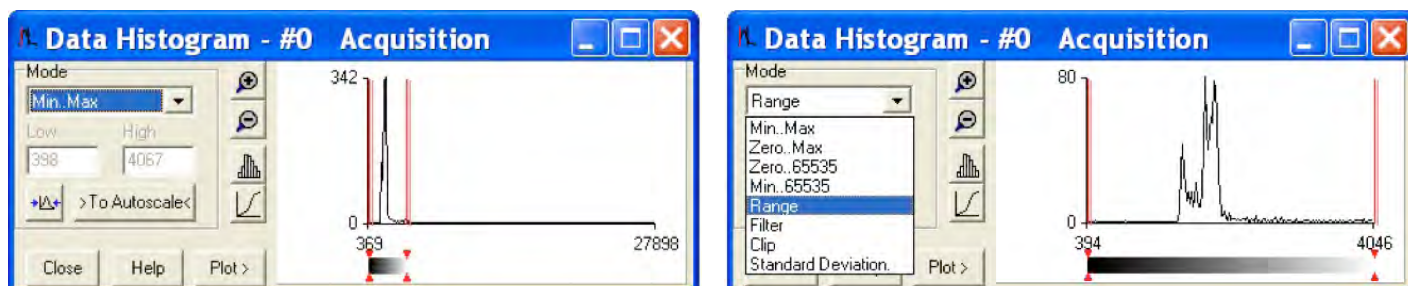 Data Histogram - #0 Acquisition
Mode
Min..Max
Low High
398 4067
>To Autoscale<
Close Help Plot >
342
0
369 27898
Data Histogram - #0 Acquisition
Mode
Range
Min..Max
Zero..Max
Zero..65535
Min..65535
Range
Filter
Clip
Standard Deviation.
Plot >
80
0
394 4046